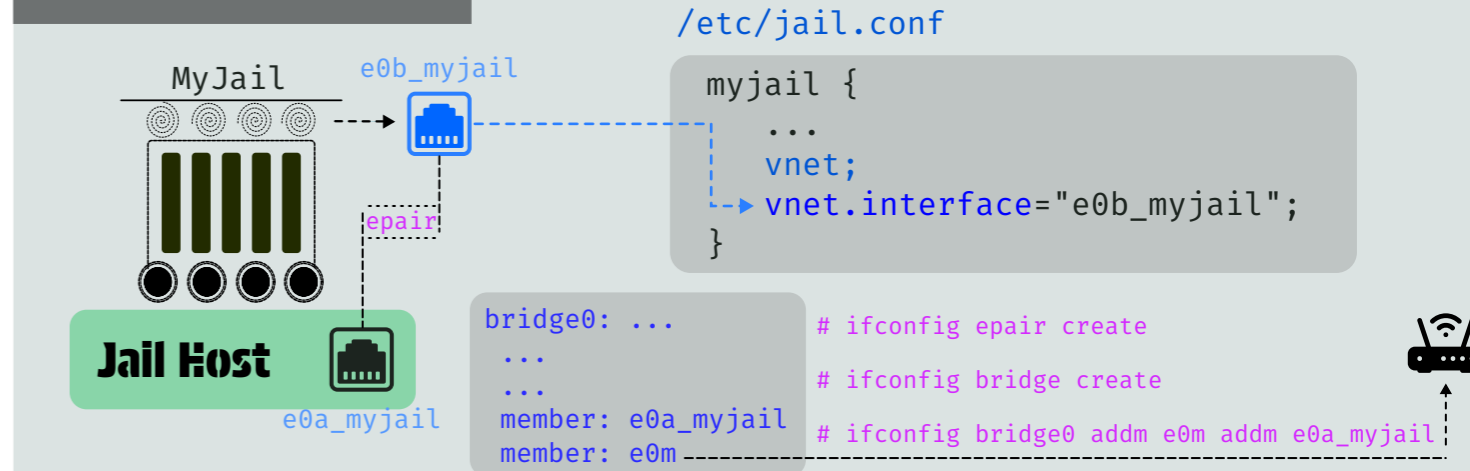 /etc/jail.conf
MyJail
e0b_myjail
epair
Jail Host
e0a_myjail
myjail {
...
vnet;
vnet.interface="e0b_myjail";
}
bridge0: ...
...
...
member: e0a_myjail
member: e0m
# ifconfig epair create
# ifconfig bridge create
# ifconfig bridge0 addm e0m addm e0a_myjail